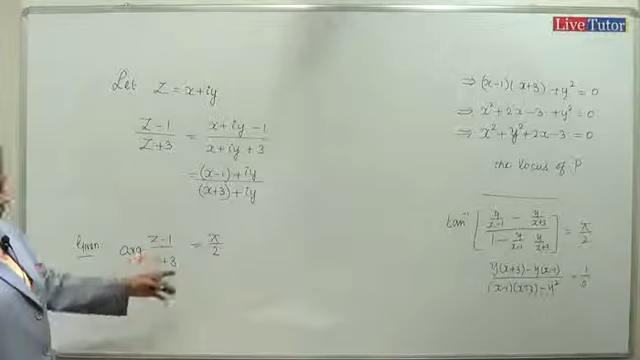 Live Tutor
Let Z = x+iy
Z-1 / Z+3 = x+iy-1 / x+iy+3
= (x-1)+iy / (x+3)+iy
Given: arg Z-1 / +3 = π/2
⇒ (x-1)(x+3)+y² = 0
⇒ x²+2x-3+y² = 0
⇒ x²+y²+2x-3 = 0
the locus of P
tan⁻¹ [ y/x-1 - y/x+3 / 1 - y/x-1 y/x+3 ] = π/2
y(x+3)-y(x-1) / (x-1)(x+3)-y² = 1/0